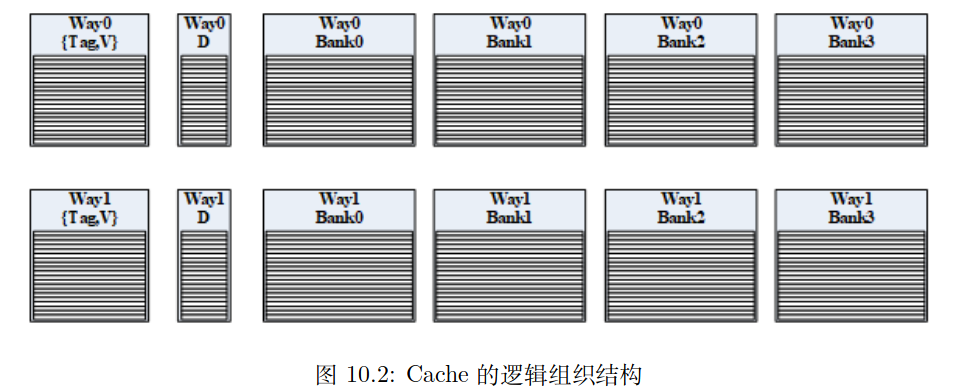 Way0 Way0 Way0 Way0 Way0 Way0
{Tag,V} D Bank0 Bank1 Bank2 Bank3
Way1 Way1 Way1 Way1 Way1 Way1
{Tag,V} D Bank0 Bank1 Bank2 Bank3
图 10.2: Cache 的逻辑组织结构